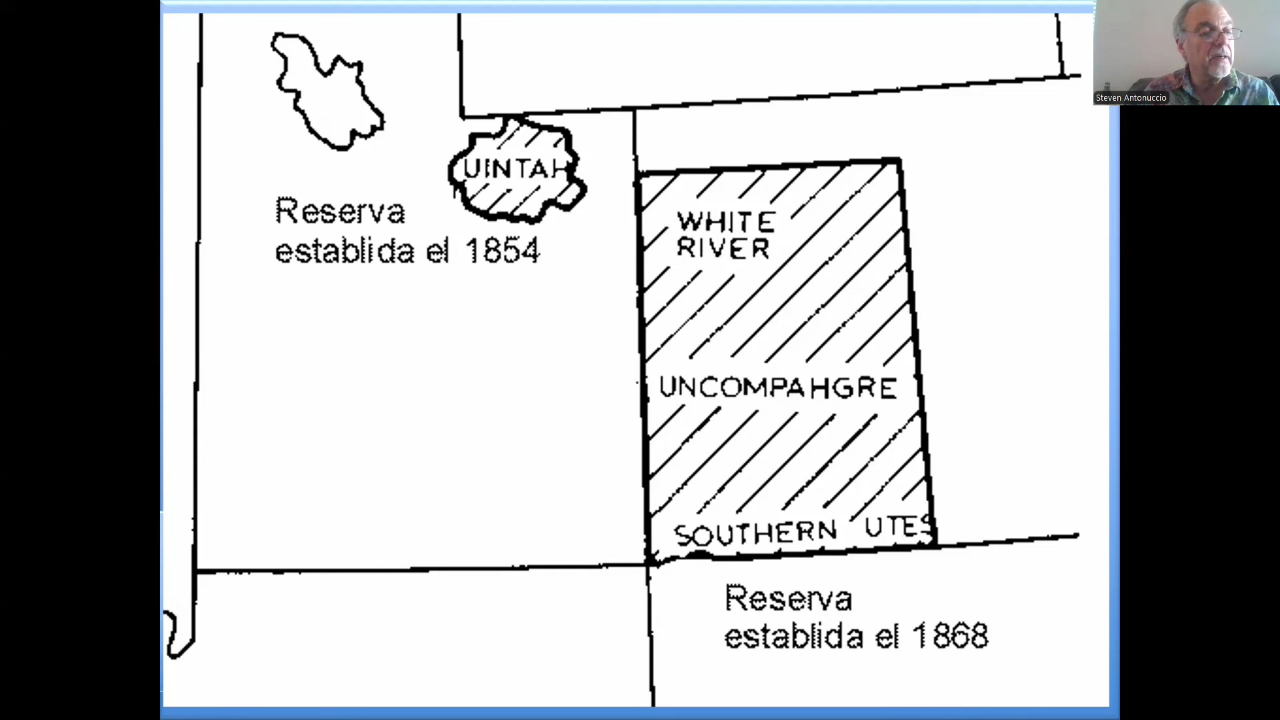 Steven Antonuccio
UINTAH
Reserva
establida el 1854
WHITE
RIVER
UNCOMPAHGRE
SOUTHERN UTES
Reserva
establida el 1868